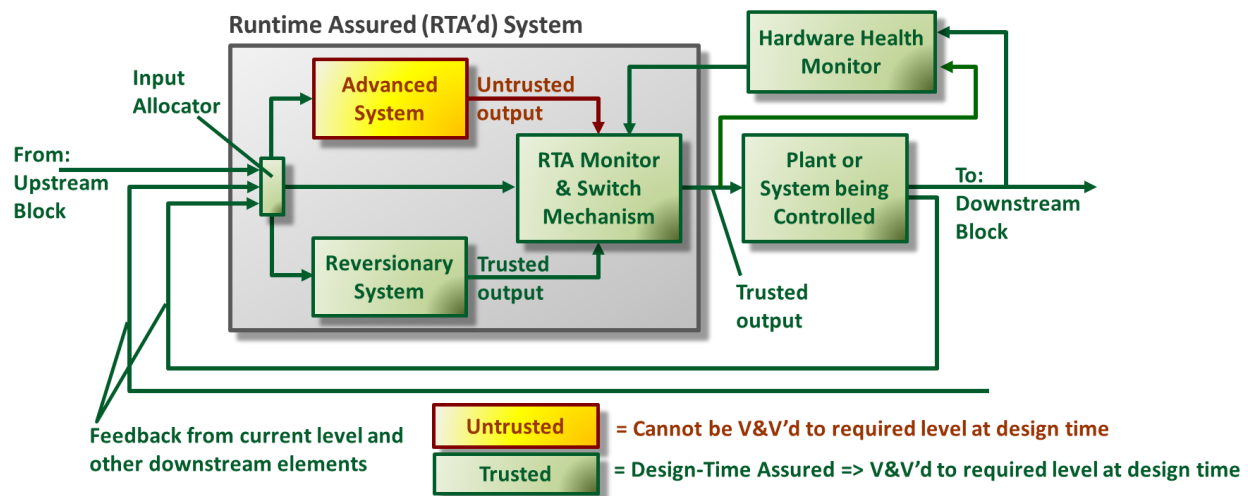 Runtime Assured (RTA'd) System
Hardware Health
Monitor
Input
Allocator
Advanced
System
Untrusted
output
From:
Upstream
Block
RTA Monitor
& Switch
Mechanism
Plant or
System being
Controlled
To:
Downstream
Block
Reversionary
System
Trusted
output
Trusted
output
Feedback from current level and
other downstream elements
Untrusted
= Cannot be V&V'd to required level at design time
Trusted
= Design-Time Assured => V&V'd to required level at design time